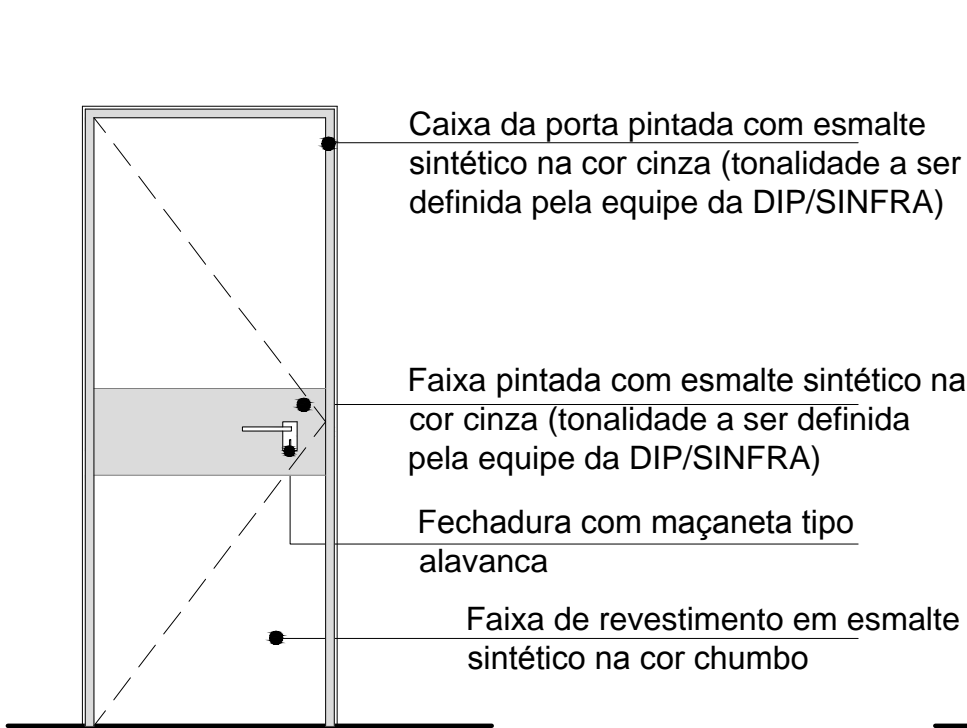 Caixa da porta pintada com esmalte
sintético na cor cinza (tonalidade a ser
definida pela equipe da DIP/SINFRA)
Faixa pintada com esmalte sintético na
cor cinza (tonalidade a ser definida
pela equipe da DIP/SINFRA)
Fechadura com maçaneta tipo
alavanca
Faixa de revestimento em esmalte
sintético na cor chumbo